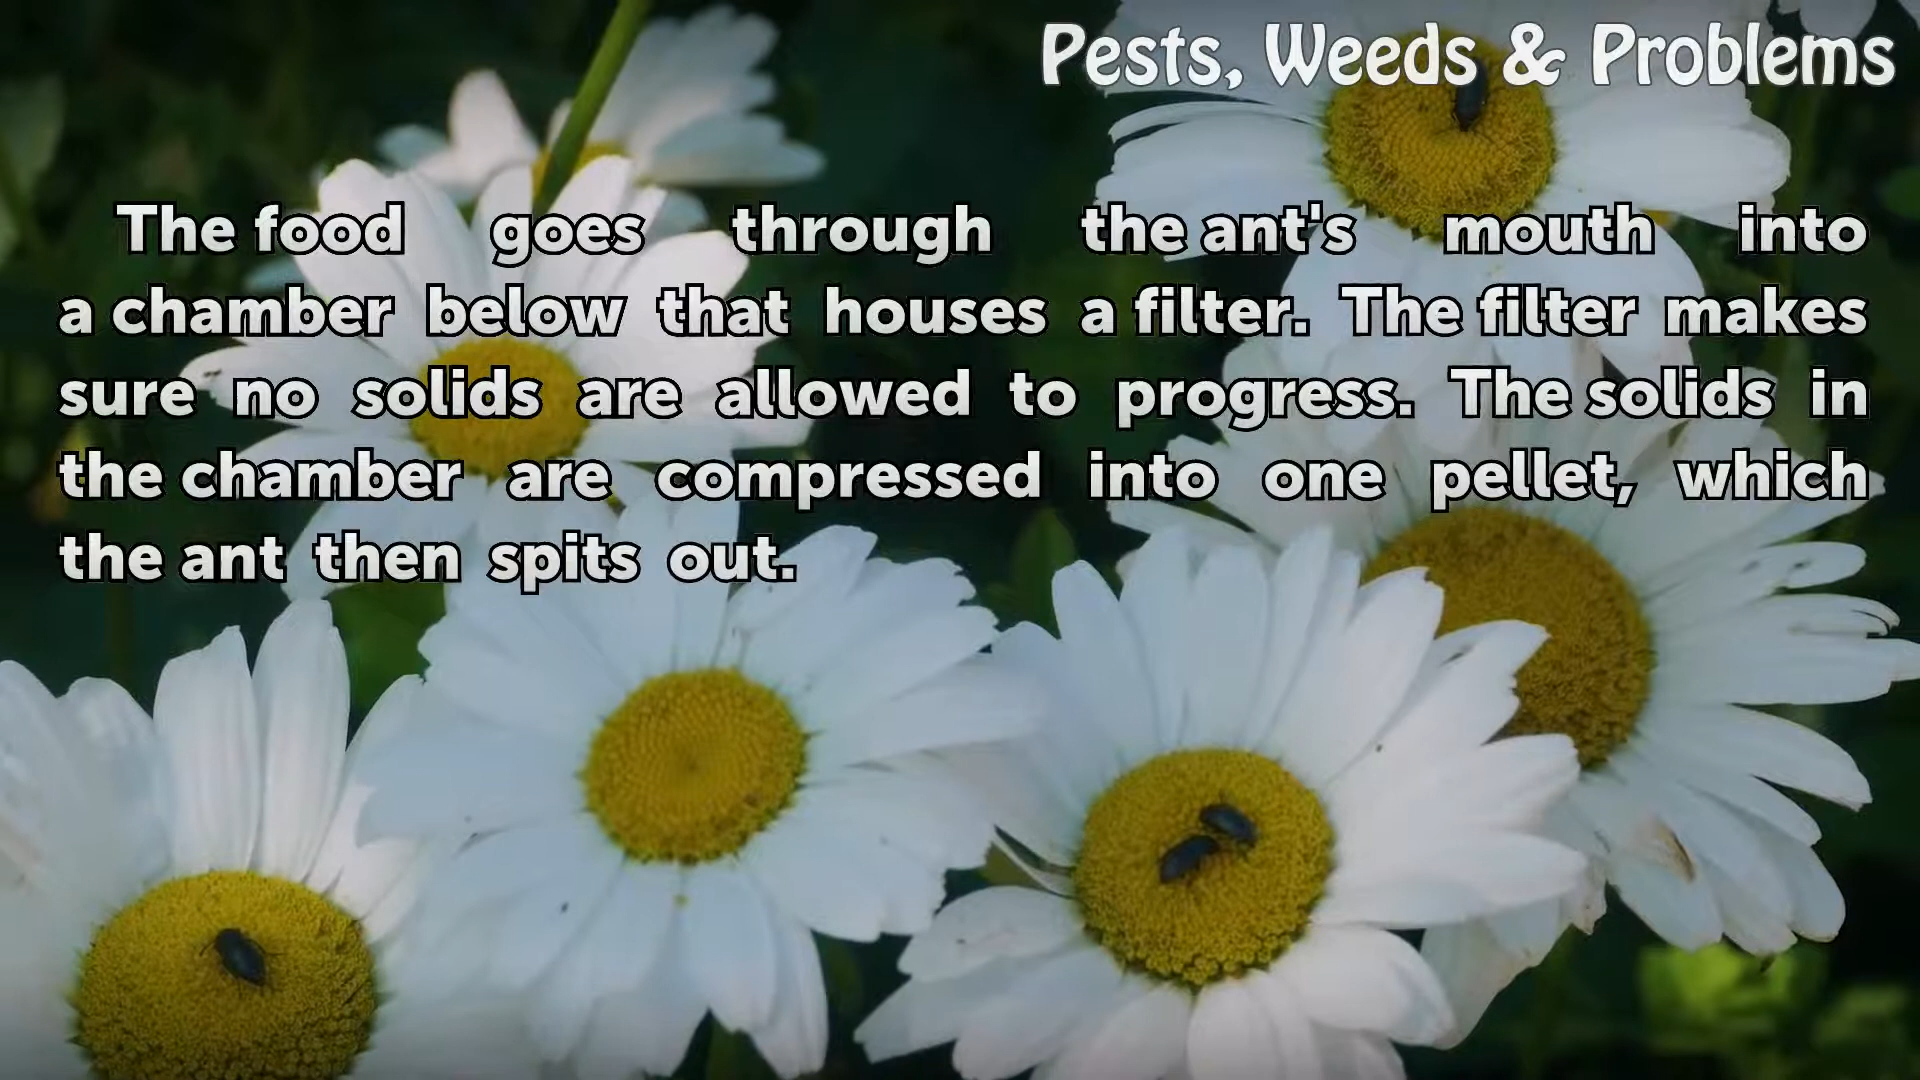 Pests, Weeds & Problems
The food goes through the ant's mouth into
a chamber below that houses a filter. The filter makes
sure no solids are allowed to progress. The solids in
the chamber are compressed into one pellet, which
the ant then spits out.